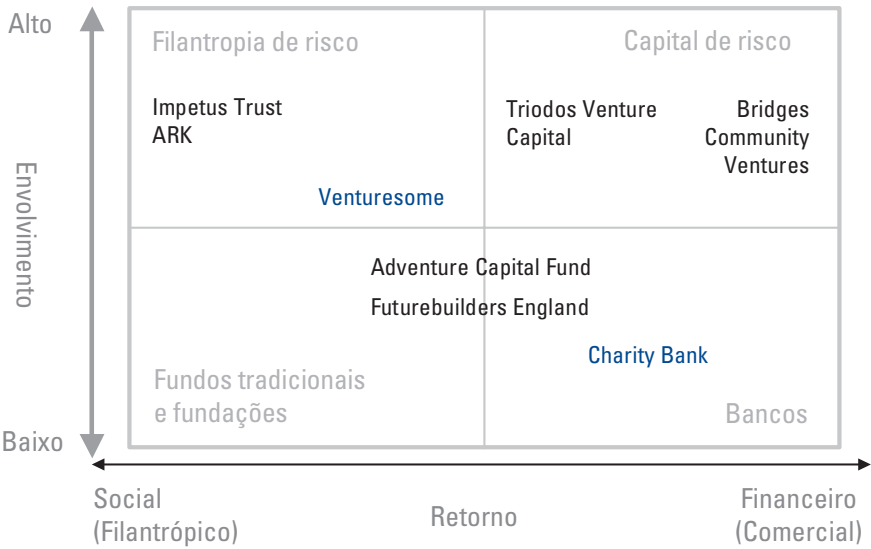 Alto
Filantropia de risco
Capital de risco
Impetus Trust
ARK
Triodos Venture
Capital
Bridges
Community
Ventures
Venturesome
Envolvimento
Adventure Capital Fund
Futurebuilders England
Charity Bank
Fundos tradicionais
e fundações
Bancos
Baixo
Social
(Filantrópico)
Retorno
Financeiro
(Comercial)